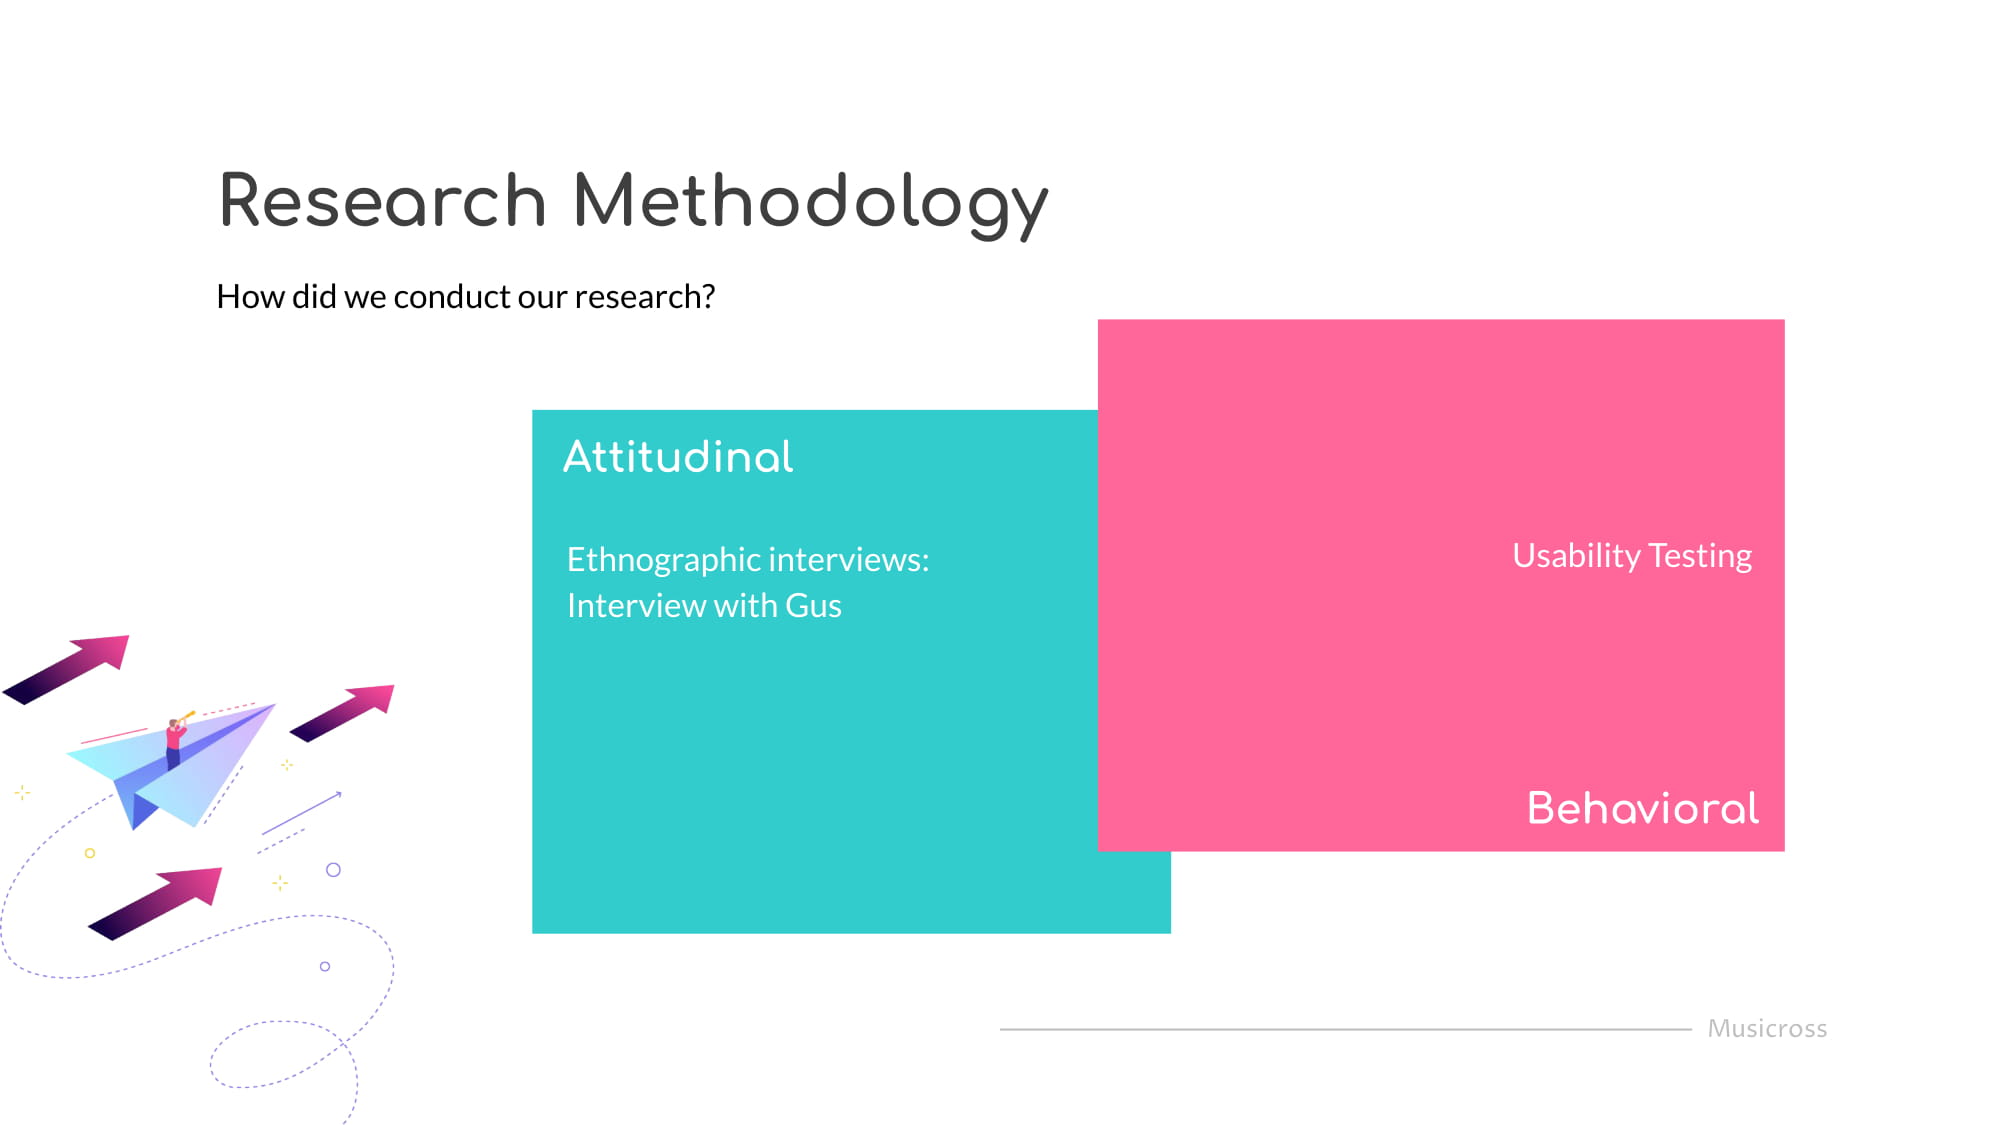 Research Methodology
How did we conduct our research?
Attitudinal
Ethnographic interviews:
Interview with Gus
Usability Testing
Behavioral
Musicross